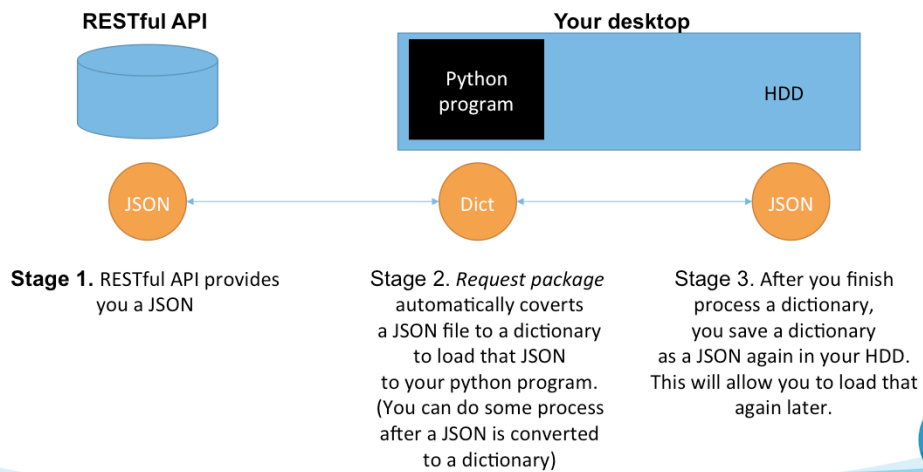 RESTful API
Your desktop
Python
program
HDD
JSON
Dict
JSON
Stage 1. RESTful API provides
you a JSON
Stage 2. Request package
automatically coverts
a JSON file to a dictionary
to load that JSON
to your python program.
(You can do some process
after a JSON is converted
to a dictionary)
Stage 3. After you finish
process a dictionary,
you save a dictionary
as a JSON again in your HDD.
This will allow you to load that
again later.